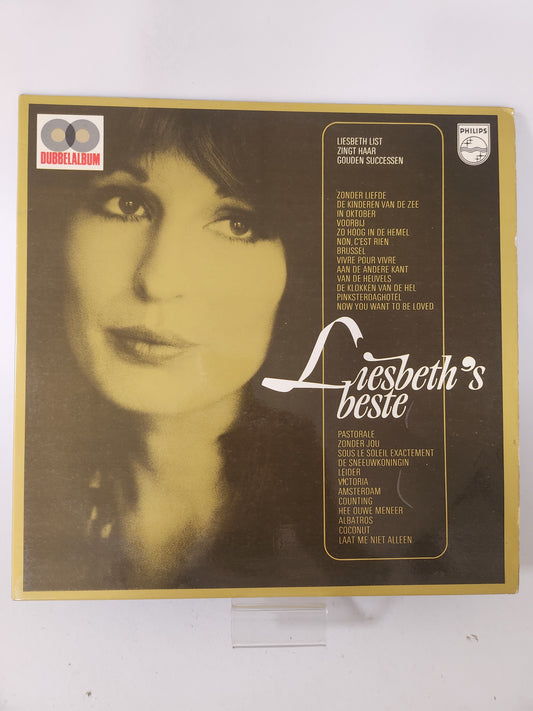 DUBBELALBUM
PHILIPS
LIESBETH LIST
ZINGT HAAR
GOUDEN SUCCESSEN
ZONDER LIEFDE
DE KINDEREN VAN DE ZEE
IN OKTOBER
VOORBIJ
ZO HOOG IN DE HEMEL
NON, C'EST RIEN
BRUSSEL
VIVRE POUR VIVRE
AAN DE ANDERE KANT
VAN DE HEUVELS
DE KLOKKEN VAN DE HEL
PINKSTERDAGHOTEL
NOW YOU WANT TO BE LOVED
Liesbeth's
beste
PASTORALE
ZONDER JOU
SOUS LE SOLEIL EXACTEMENT
DE SNEEUWKONINGIN
LEIDER
VICTORIA
AMSTERDAM
COUNTING
HEE OUWE MENEER
ALBATROS
COCONUT
LAAT ME NIET ALLEEN